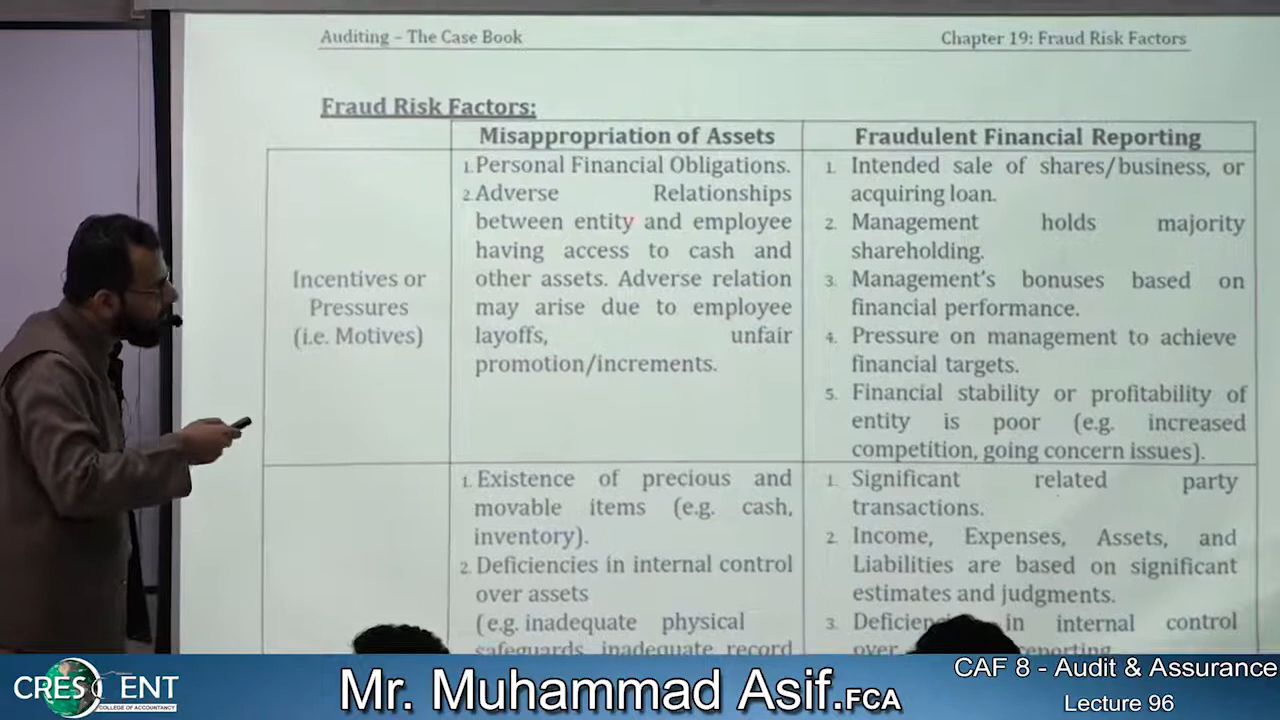 Auditing – The Case Book
Chapter 19: Fraud Risk Factors
Fraud Risk Factors:
Misappropriation of Assets
Fraudulent Financial Reporting
Incentives or
Pressures
(i.e. Motives)
1. Personal Financial Obligations.
2. Adverse Relationships
between entity and employee
having access to cash and
other assets. Adverse relation
may arise due to employee
layoffs, unfair
promotion/increments.
1. Intended sale of shares/business, or
acquiring loan.
2. Management holds majority
shareholding.
3. Management's bonuses based on
financial performance.
4. Pressure on management to achieve
financial targets.
5. Financial stability or profitability of
entity is poor (e.g. increased
competition, going concern issues).
1. Existence of precious and
movable items (e.g. cash,
inventory).
2. Deficiencies in internal control
over assets
(e.g. inadequate physical
safeguards, inadequate record
1. Significant related party
transactions.
2. Income, Expenses, Assets, and
Liabilities are based on significant
estimates and judgments.
3. in internal control
over
CRESCENT
COLLEGE OF ACCOUNTANCY
Mr. Muhammad Asif.FCA
CAF 8 - Audit & Assurance
Lecture 96